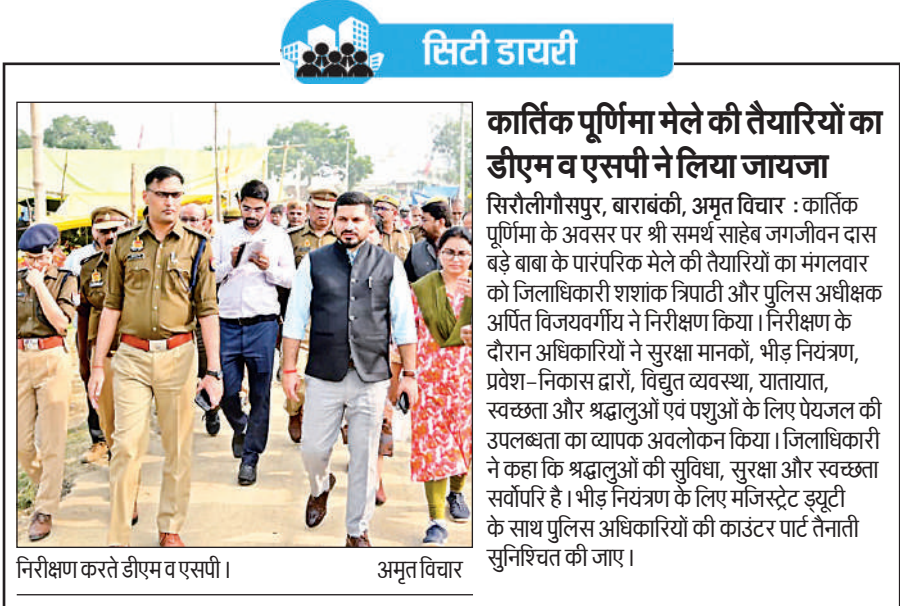 सिटी डायरी
कार्तिक पूर्णिमा मेले की तैयारियों का
डीएम व एसपी ने लिया जायजा
सिरौलीगौसपुर, बाराबंकी, अमृत विचार : कार्तिक
पूर्णिमा के अवसर पर श्री समर्थ साहेब जगजीवन दास
बड़े बाबा के पारंपरिक मेले की तैयारियों का मंगलवार
को जिलाधिकारी शशांक त्रिपाठी और पुलिस अधीक्षक
अर्पित विजयवर्गीय ने निरीक्षण किया। निरीक्षण के
दौरान अधिकारियों ने सुरक्षा मानकों, भीड़ नियंत्रण,
प्रवेश-निकास द्वारों, विद्युत व्यवस्था, यातायात,
स्वच्छता और श्रद्धालुओं एवं पशुओं के लिए पेयजल की
उपलब्धता का व्यापक अवलोकन किया। जिलाधिकारी
ने कहा कि श्रद्धालुओं की सुविधा, सुरक्षा और स्वच्छता
सर्वोपरि है। भीड़ नियंत्रण के लिए मजिस्ट्रेट ड्यूटी
के साथ पुलिस अधिकारियों की काउंटर पार्ट तैनाती
सुनिश्चित की जाए।
निरीक्षण करते डीएम व एसपी। अमृत विचार